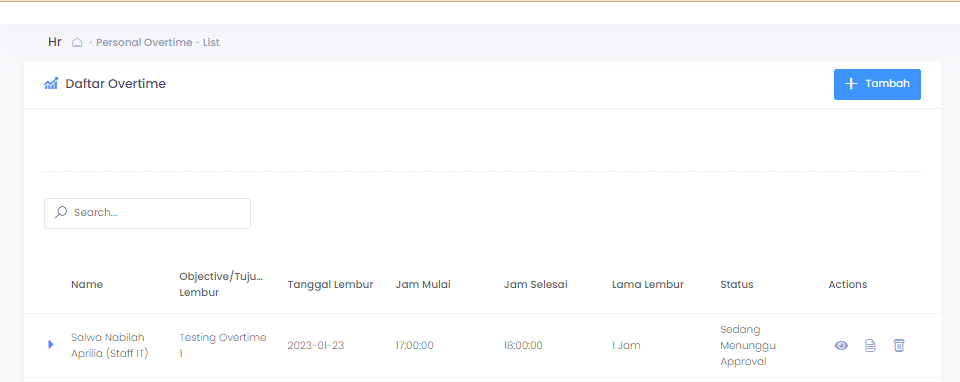 Hr • Personal Overtime • List
Daftar Overtime
Tambah
Search...
Name Objective/Tuju... Lembur Tanggal Lembur Jam Mulai Jam Selesai Lama Lembur Status Actions
Salwa Nabilah Aprilia (Staff IT) Testing Overtime 1 2023-01-23 17:00:00 18:00:00 1 Jam Sedang Menunggu Approval